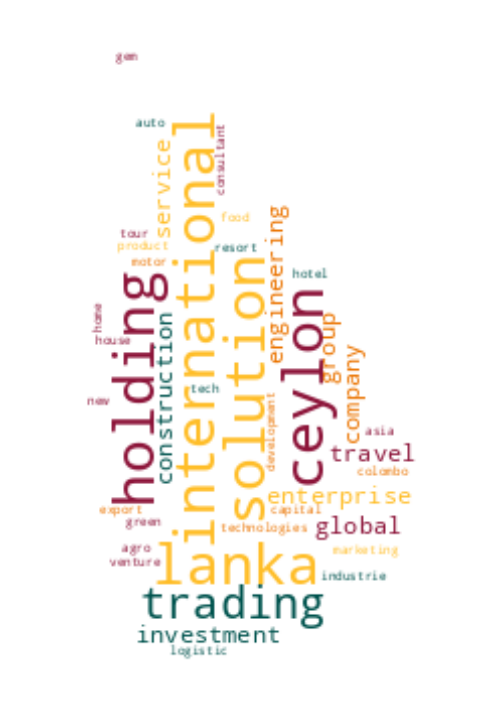 gem
auto
international
consultant
service
food
engineering
tour
product
resort
motor
solution
hotel
holding
ceylon
home
construction
group
house
company
tech
new
development
asia
travel
colombo
enterprise
export
capital
green
technologies
global
agro
lanka
marketing
venture
industrie
trading
investment
logistic